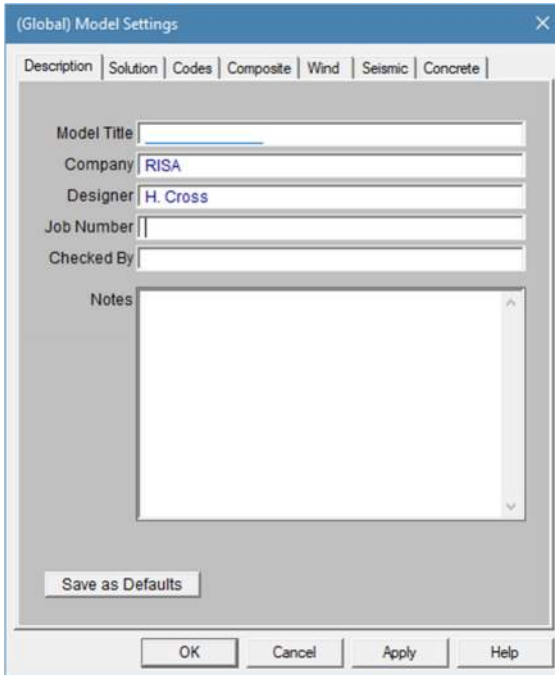 (Global) Model Settings
Description Solution Codes Composite Wind Seismic Concrete
Model Title
Company RISA
Designer H. Cross
Job Number
Checked By
Notes
Save as Defaults
OK Cancel Apply Help